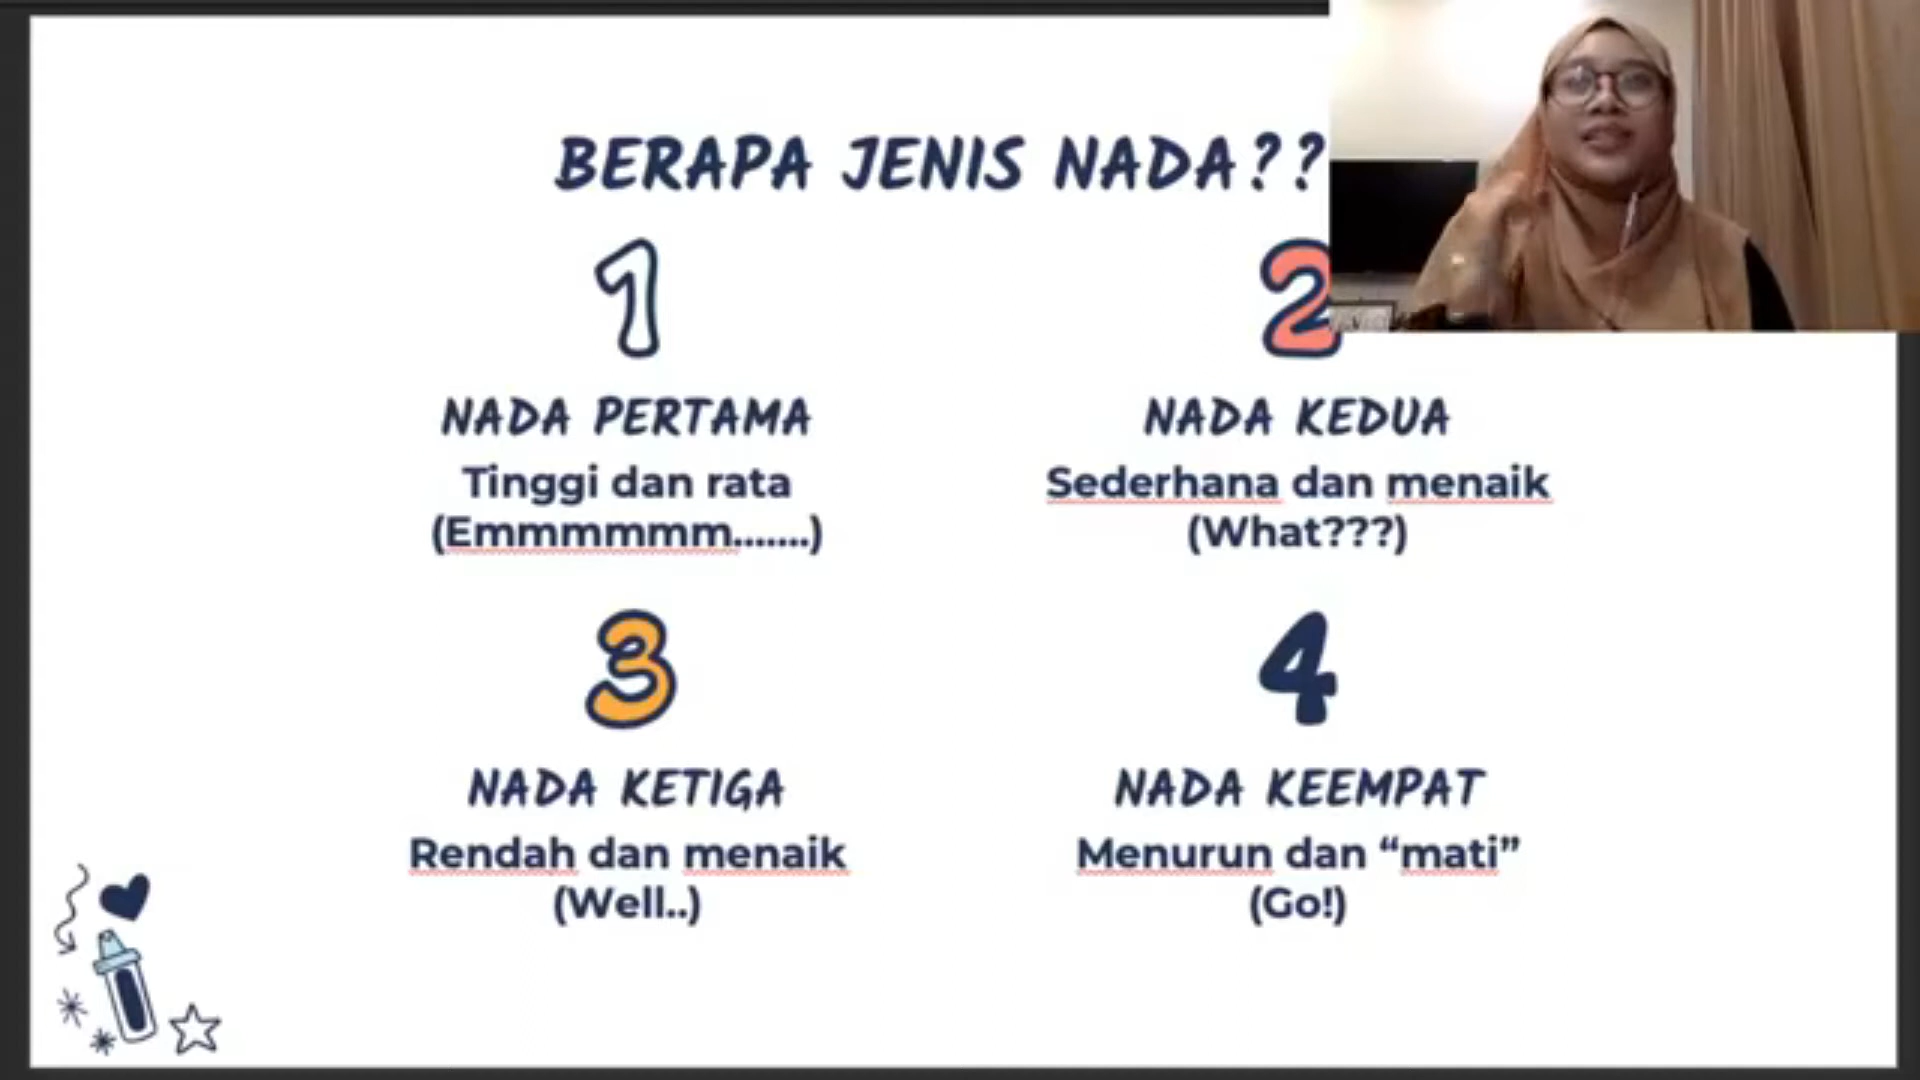 BERAPA JENIS NADA??
1
2
NADA PERTAMA
NADA KEDUA
Tinggi dan rata
(Emmmmmm.......)
Sederhana dan menaik
(What???)
3
4
NADA KETIGA
NADA KEEMPAT
Rendah dan menaik
(Well..)
Menurun dan “mati”
(Go!)